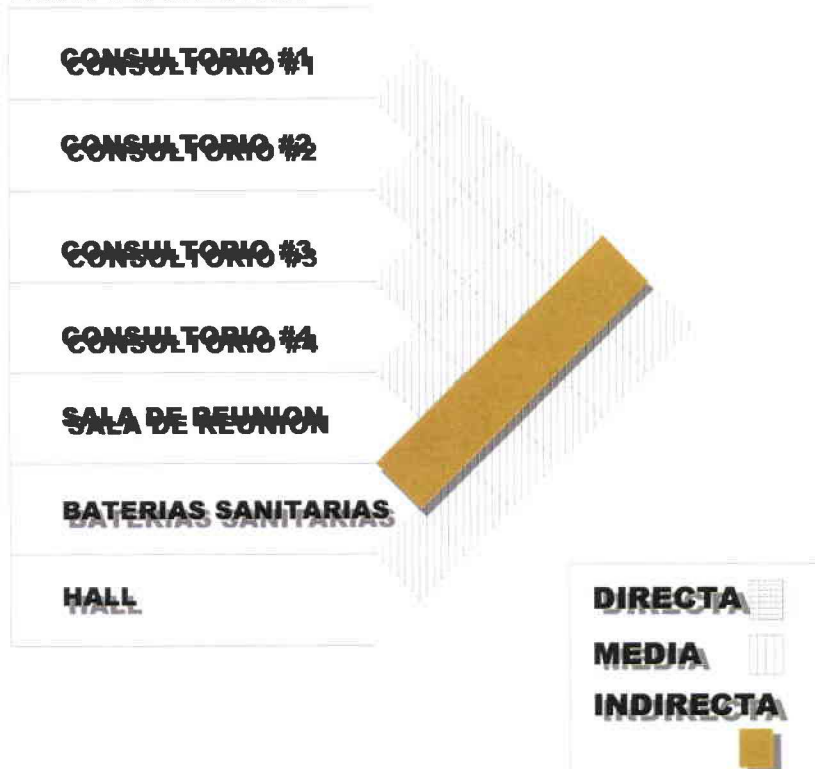 CONSULTORIO #1
CONSULTORIO #2
CONSULTORIO #3
CONSULTORIO #4
SALA DE REUNION
BATERIAS SANITARIAS
HALL
DIRECTA
MEDIA
INDIRECTA